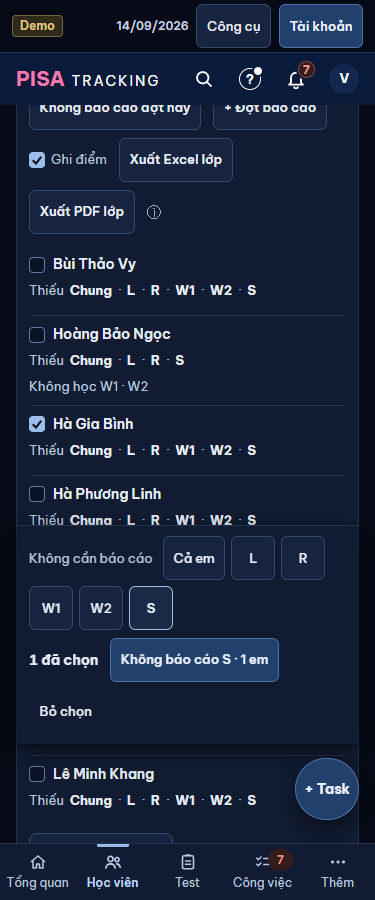 Demo 14/09/2026 Công cụ Tài khoản
PISA TRACKING ? 7 V
Không báo cáo đợt này + Đợt báo cáo
Ghi điểm Xuất Excel lớp
Xuất PDF lớp
Bùi Thảo Vy
Thiếu Chung · L · R · W1 · W2 · S
Hoàng Bảo Ngọc
Thiếu Chung · L · R · S
Không học W1 · W2
Hà Gia Bình
Thiếu Chung · L · R · W1 · W2 · S
Hà Phương Linh
Thiếu Chung · L · R · W1 · W2 · S
Không cần báo cáo Cả em L R
W1 W2 S
1 đã chọn Không báo cáo S · 1 em
Bỏ chọn
Lê Minh Khang
Thiếu Chung · L · R · W1 · W2 · S
+ Task
7
Tổng quan Học viên Test Công việc Thêm